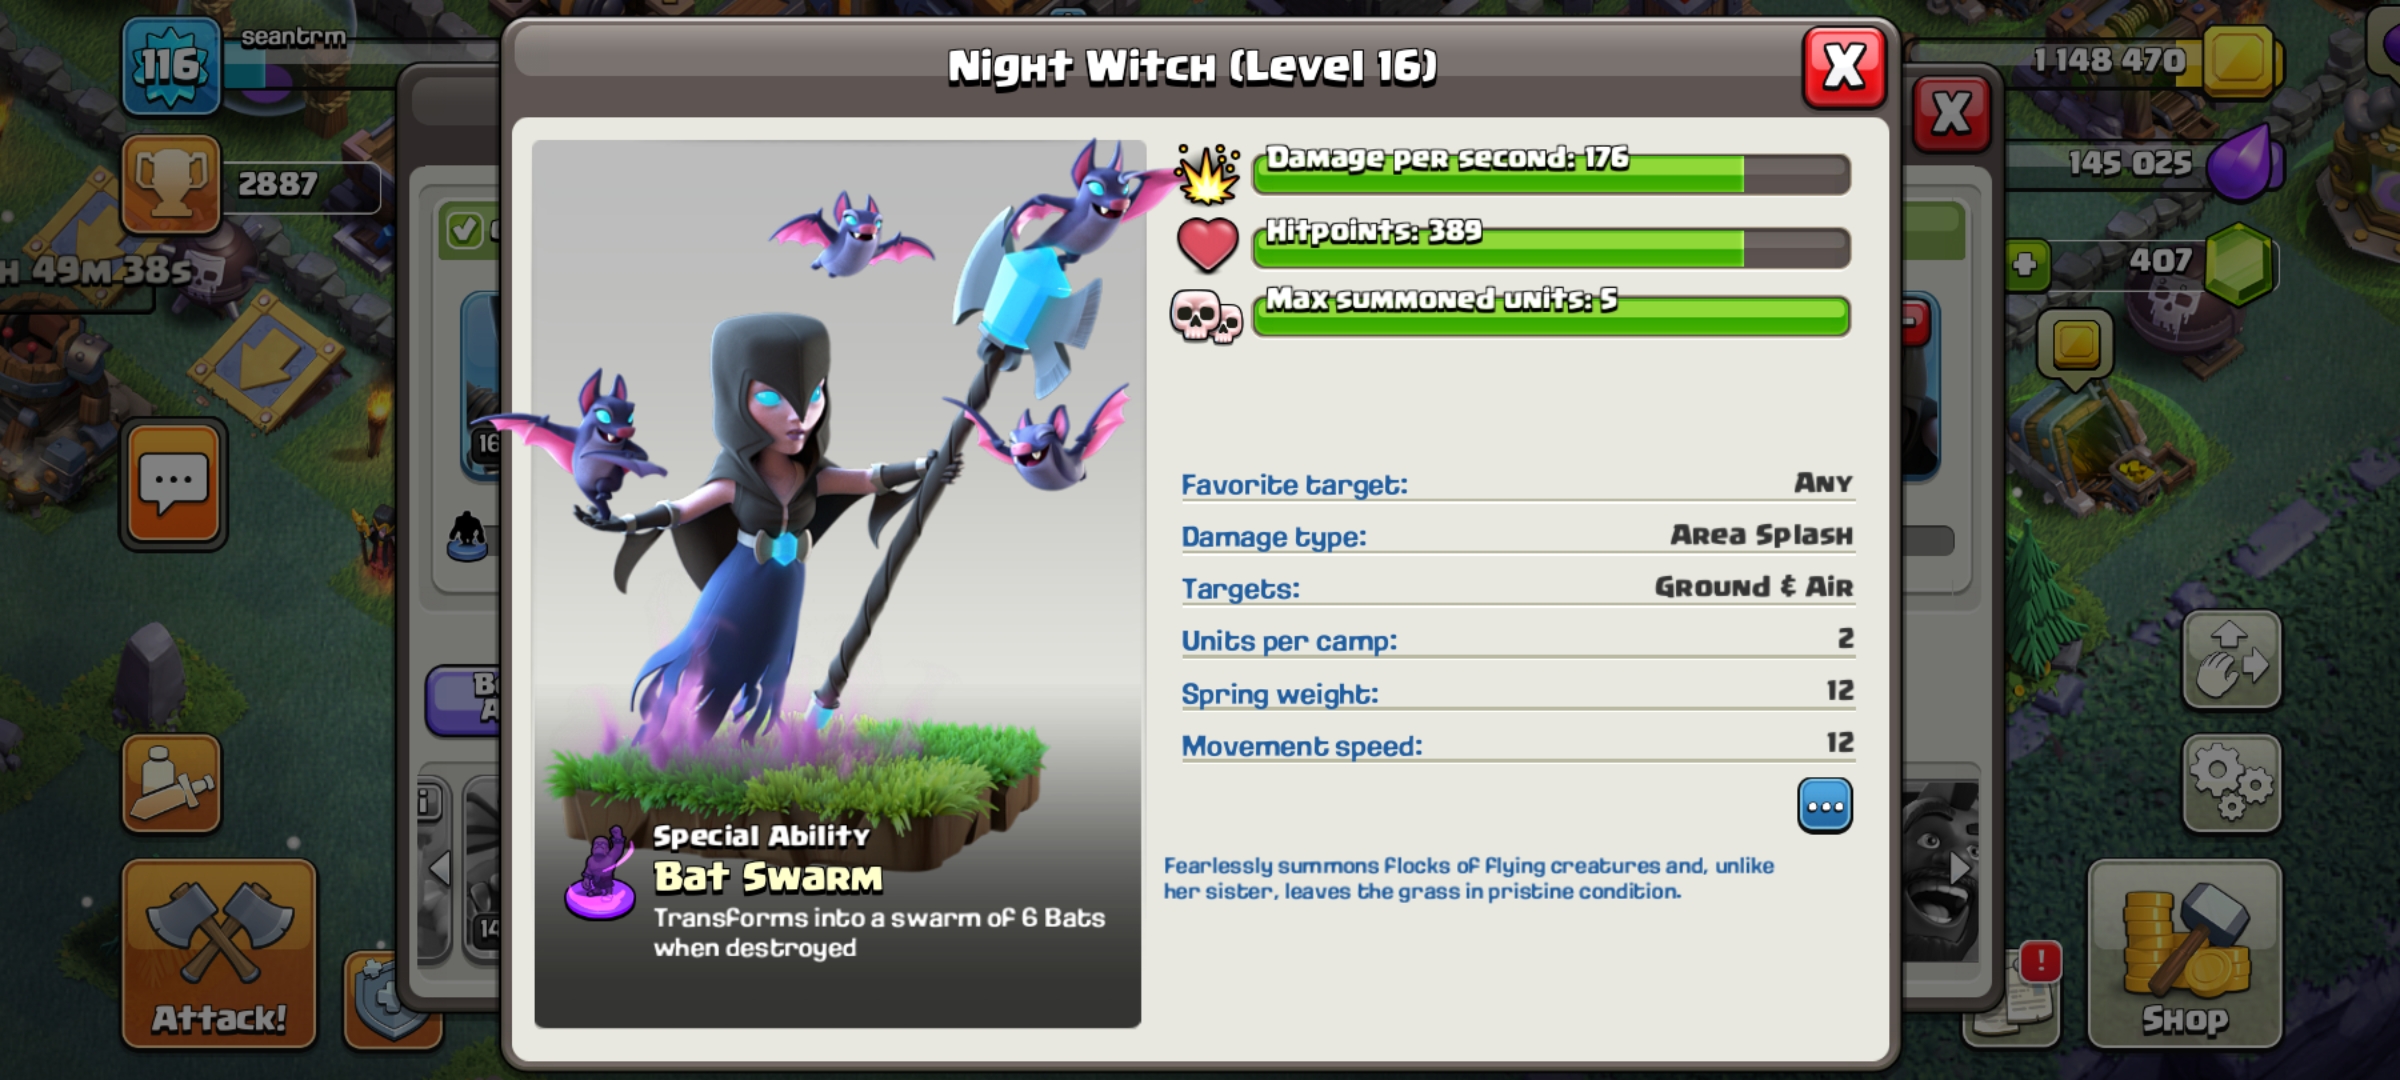 Night Witch (Level 16)
X
116
seantrm
2887
49M 38s
1 148 470
145 025
407
X
Damage per second: 176
Hitpoints: 389
Max summoned units: 5
Favorite target: Any
Damage type: Area Splash
Targets: Ground & Air
Units per camp: 2
Spring weight: 12
Movement speed: 12
Fearlessly summons flocks of flying creatures and, unlike
her sister, leaves the grass in pristine condition.
Special Ability
Bat Swarm
Transforms into a swarm of 6 Bats
when destroyed
16
14
i
!
Attack!
Shop